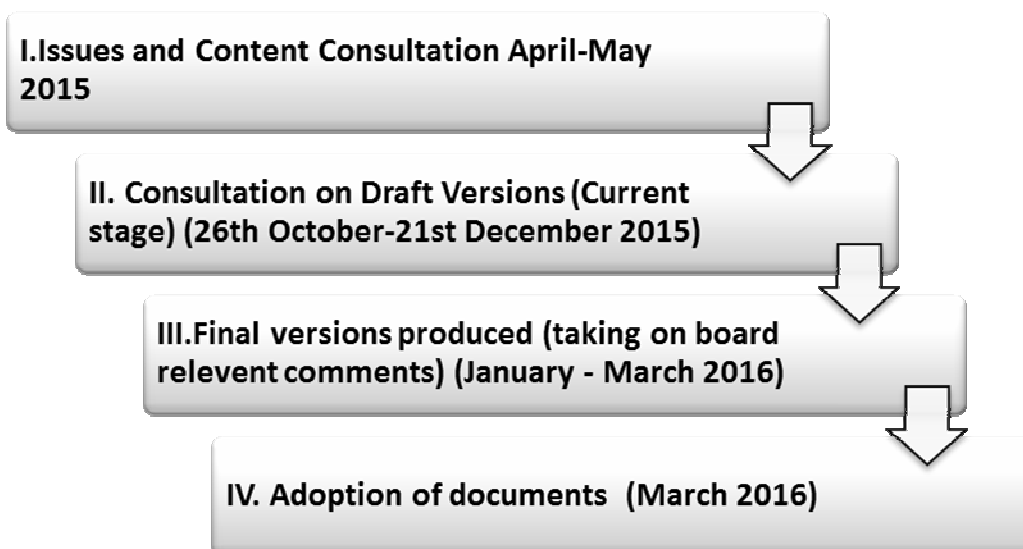 I.Issues and Content Consultation April-May
2015
II. Consultation on Draft Versions (Current
stage) (26th October-21st December 2015)
III.Final versions produced (taking on board
relevent comments) (January - March 2016)
IV. Adoption of documents (March 2016)